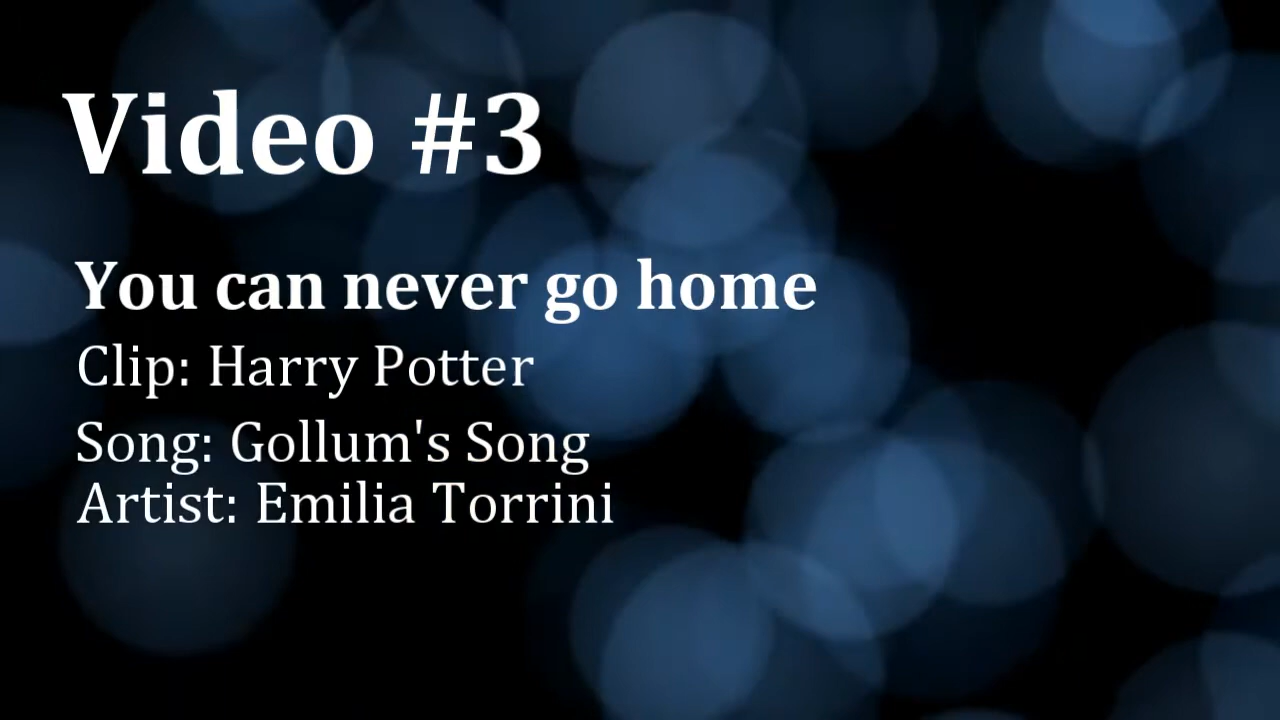 Video #3
You can never go home
Clip: Harry Potter
Song: Gollum's Song
Artist: Emilia Torrini